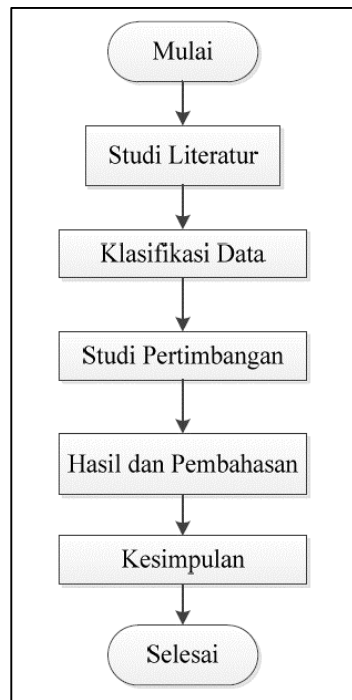 Mulai
Studi Literatur
Klasifikasi Data
Studi Pertimbangan
Hasil dan Pembahasan
Kesimpulan
Selesai